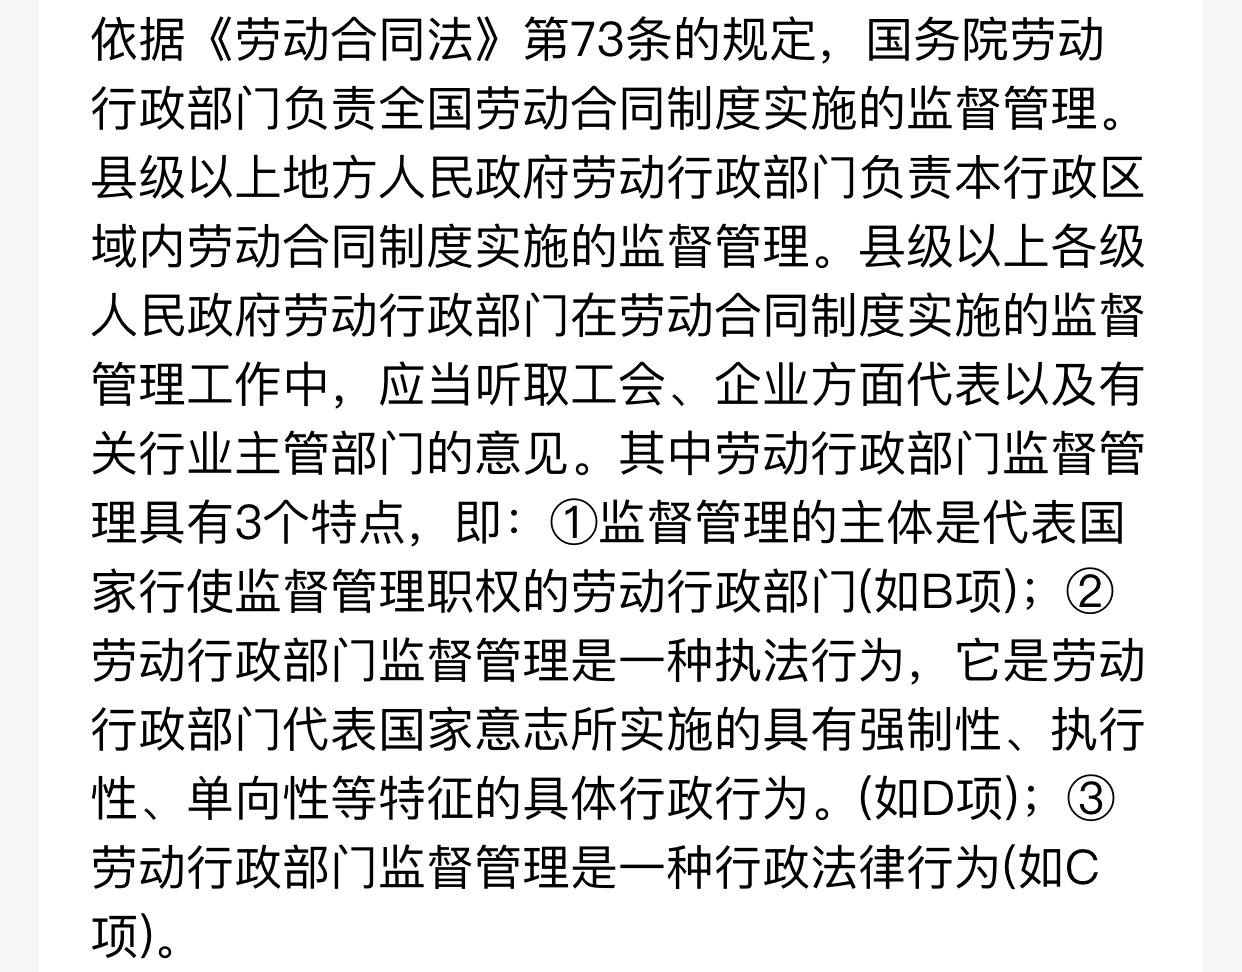 依据《劳动合同法》第73条的规定，国务院劳动
行政部门负责全国劳动合同制度实施的监督管理。
县级以上地方人民政府劳动行政部门负责本行政区
域内劳动合同制度实施的监督管理。县级以上各级
人民政府劳动行政部门在劳动合同制度实施的监督
管理工作中，应当听取工会、企业方面代表以及有
关行业主管部门的意见。其中劳动行政部门监督管
理具有3个特点，即：①监督管理的主体是代表国
家行使监督管理职权的劳动行政部门(如B项)；②
劳动行政部门监督管理是一种执法行为，它是劳动
行政部门代表国家意志所实施的具有强制性、执行
性、单向性等特征的具体行政行为。(如D项)；③
劳动行政部门监督管理是一种行政法律行为(如C
项)。